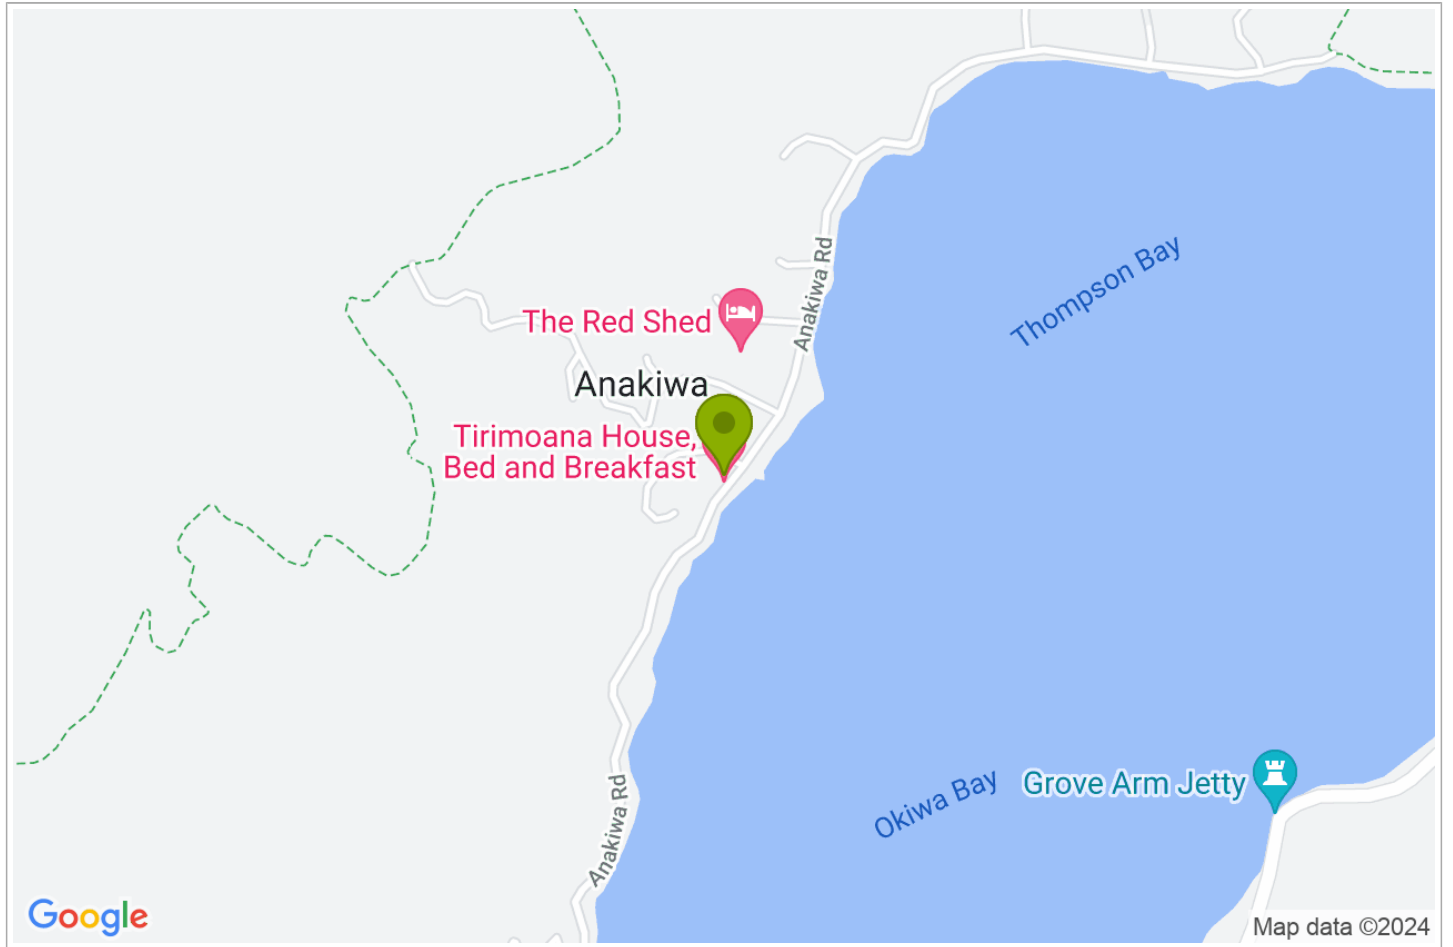 Thompson Bay
Anakiwa Rd
The Red Shed
Anakiwa
Tirimoana House,
Bed and Breakfast
Okiwa Bay
Grove Arm Jetty
Anakiwa Rd
Google
Map data ©2024